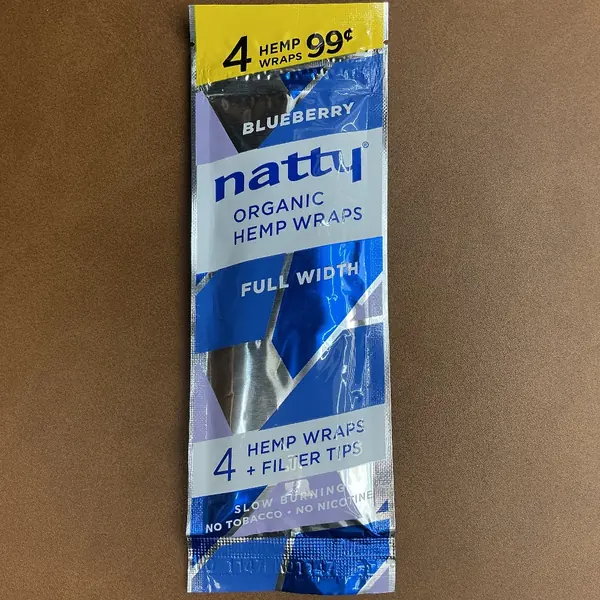 4 HEMP WRAPS 99¢
BLUEBERRY
natty®
ORGANIC
HEMP WRAPS
FULL WIDTH
4 HEMP WRAPS
+ FILTER TIPS
SLOW BURNING
NO TOBACCO • NO NICOTINE